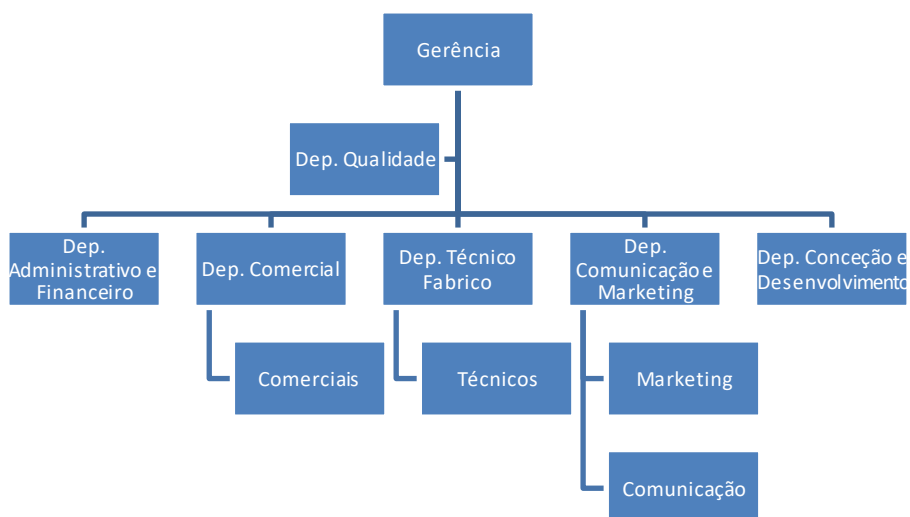 Gerência
Dep. Qualidade
Dep.
Administrativo e
Financeiro
Dep. Comercial
Dep. Técnico
Fabrico
Dep.
Comunicação e
Marketing
Dep. Conceção e
Desenvolvimento
Comerciais
Técnicos
Marketing
Comunicação